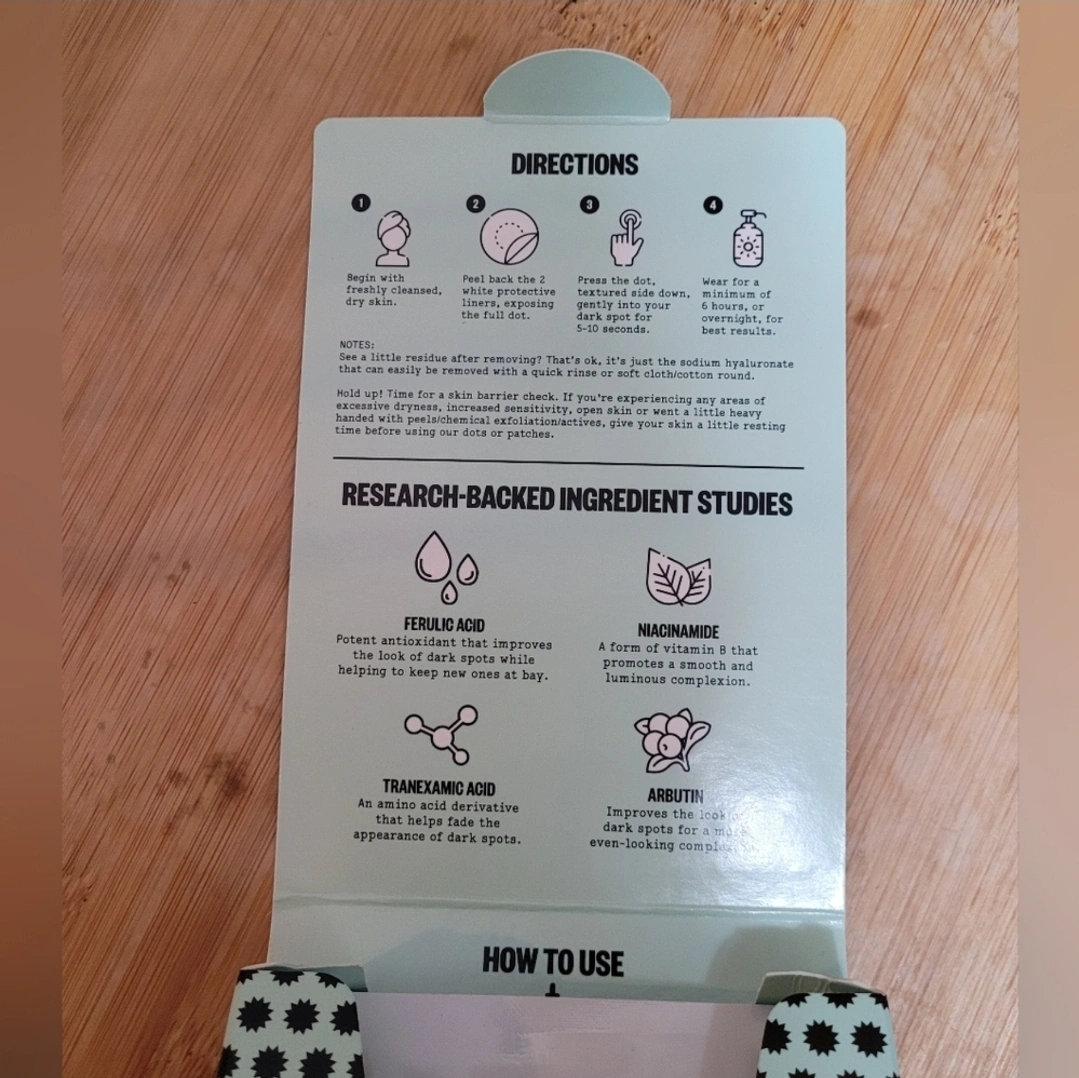 DIRECTIONS
1
Begin with
freshly cleansed,
dry skin.
2
Peel back the 2
white protective
liners, exposing
the full dot.
3
Press the dot,
textured side down,
gently into your
dark spot for
5-10 seconds.
4
Wear for a
minimum of
6 hours, or
overnight, for
best results.
NOTES:
See a little residue after removing? That's ok, it's just the sodium hyaluronate
that can easily be removed with a quick rinse or soft cloth/cotton round.
Hold up! Time for a skin barrier check. If you're experiencing any areas of
excessive dryness, increased sensitivity, open skin or went a little heavy
handed with peels/chemical exfoliation/actives, give your skin a little resting
time before using our dots or patches.
RESEARCH-BACKED INGREDIENT STUDIES
FERULIC ACID
Potent antioxidant that improves
the look of dark spots while
helping to keep new ones at bay.
NIACINAMIDE
A form of vitamin B that
promotes a smooth and
luminous complexion.
TRANEXAMIC ACID
An amino acid derivative
that helps fade the
appearance of dark spots.
ARBUTIN
Improves the look
dark spots for a
even-looking
HOW TO USE